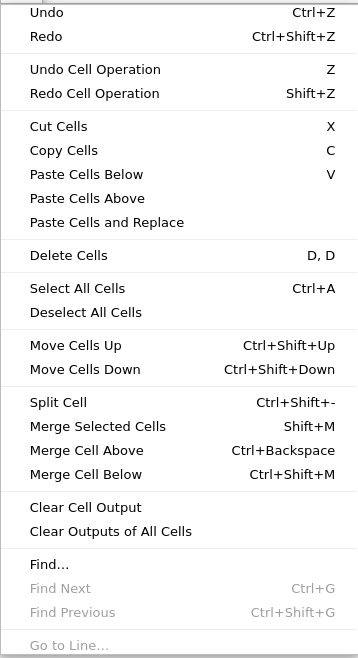 Undo Ctrl+Z
Redo Ctrl+Shift+Z
Undo Cell Operation Z
Redo Cell Operation Shift+Z
Cut Cells X
Copy Cells C
Paste Cells Below V
Paste Cells Above
Paste Cells and Replace
Delete Cells D, D
Select All Cells Ctrl+A
Deselect All Cells
Move Cells Up Ctrl+Shift+Up
Move Cells Down Ctrl+Shift+Down
Split Cell Ctrl+Shift+-
Merge Selected Cells Shift+M
Merge Cell Above Ctrl+Backspace
Merge Cell Below Ctrl+Shift+M
Clear Cell Output
Clear Outputs of All Cells
Find…
Find Next Ctrl+G
Find Previous Ctrl+Shift+G
Go to Line…